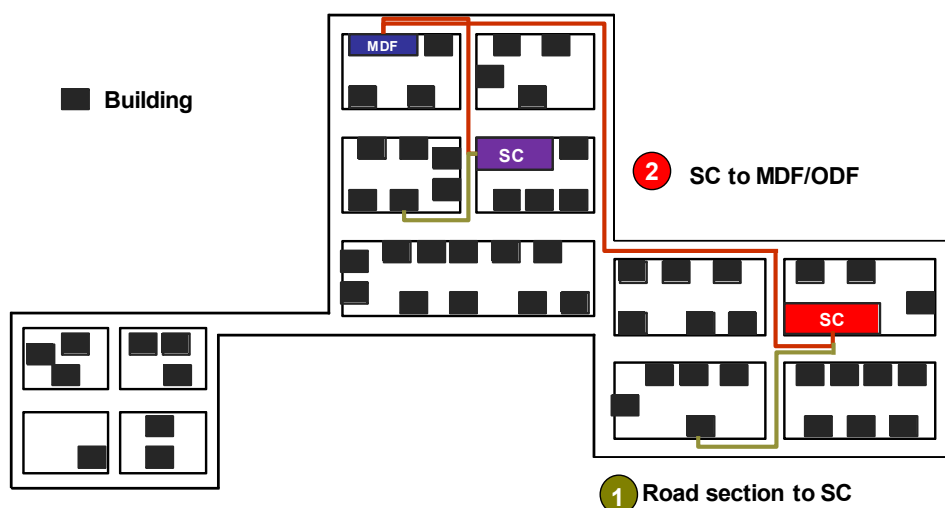 MDF
Building
SC
2 SC to MDF/ODF
SC
1 Road section to SC